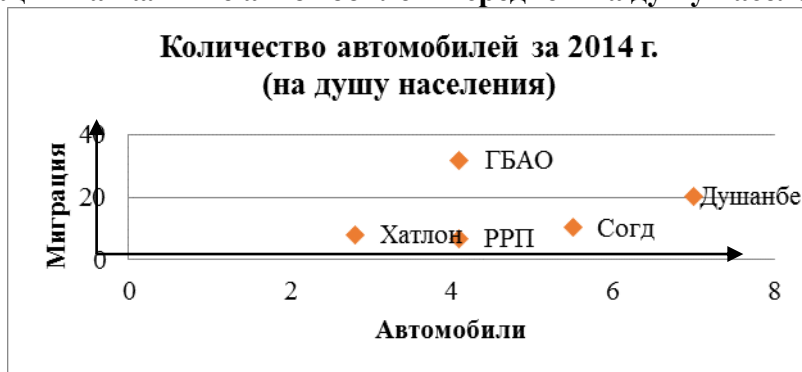 Количество автомобилей за 2014 г.
(на душу населения)
40
20
0
Миграция
ГБАО
Душанбе
Хатлон
РРП
Согд
0 2 4 6 8
Автомобили